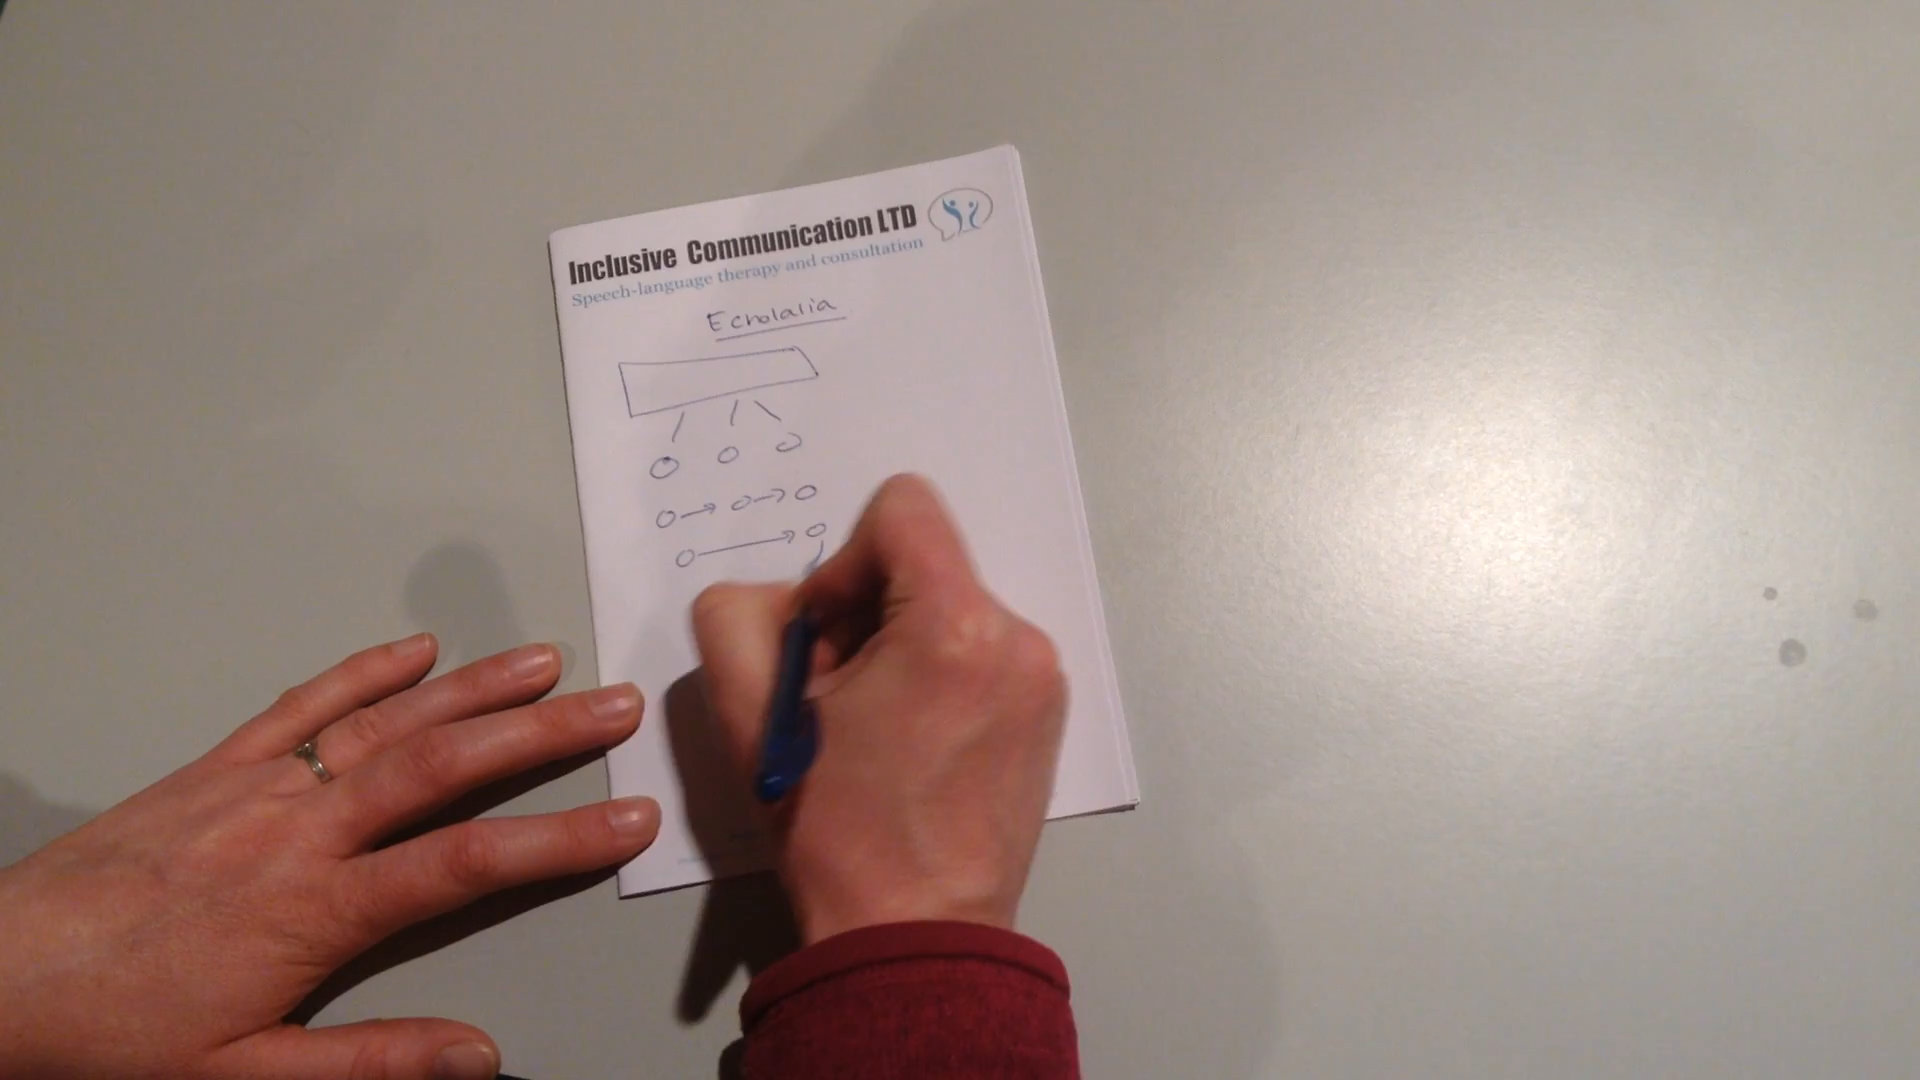 Inclusive Communication LTD
Speech-language therapy and consultation
Echolalia